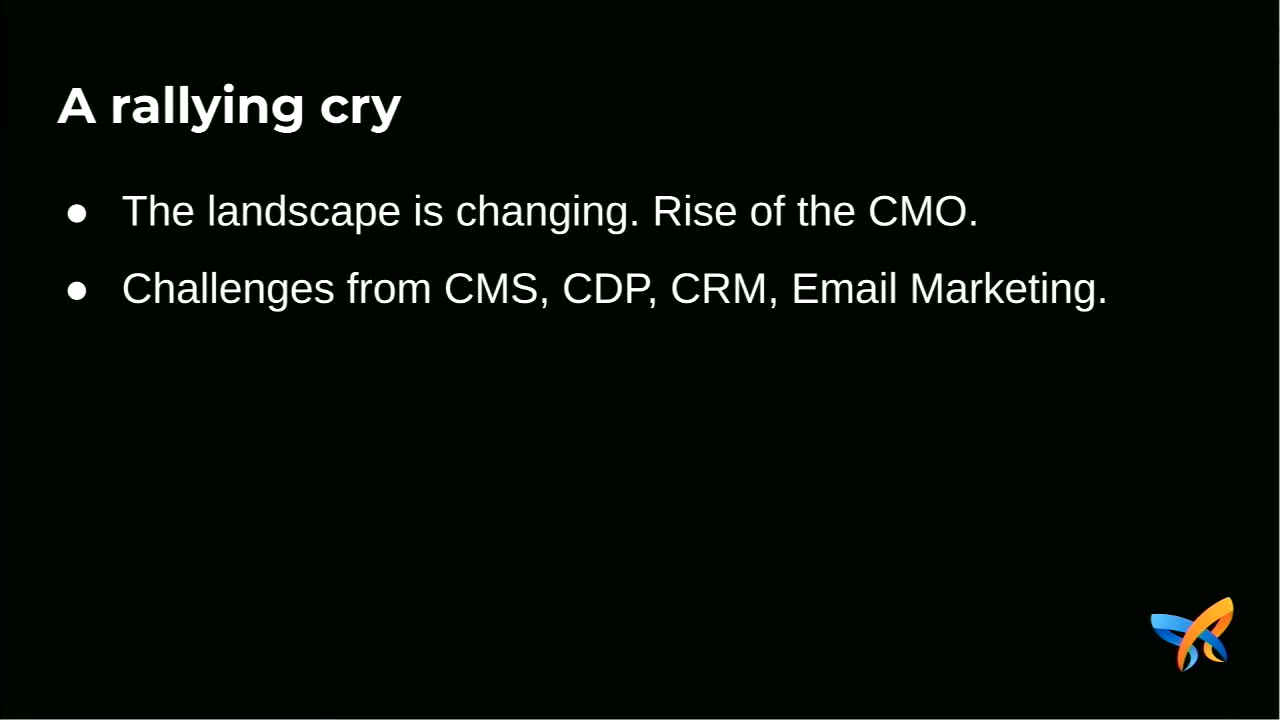 A rallying cry
● The landscape is changing. Rise of the CMO.
● Challenges from CMS, CDP, CRM, Email Marketing.